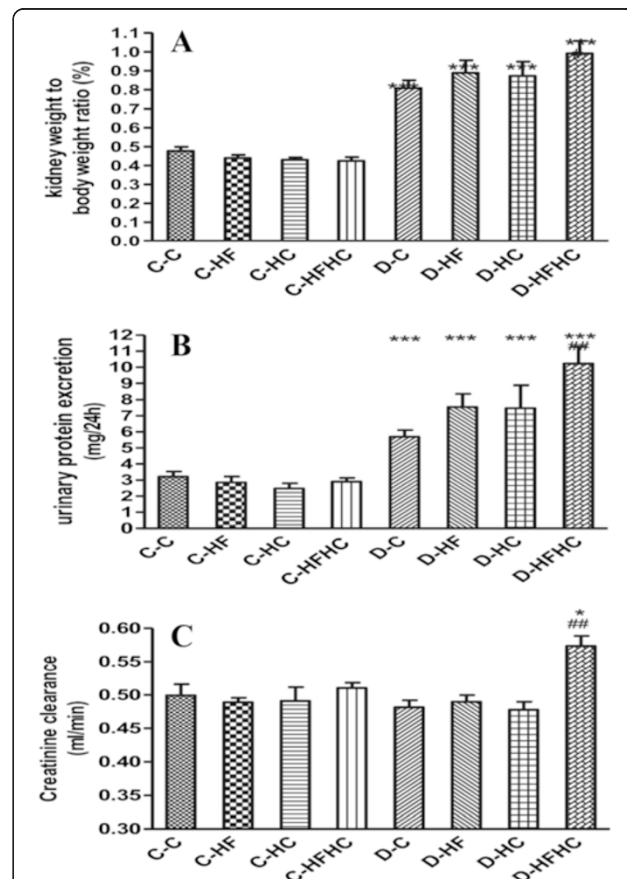 A
kidney weight to
body weight ratio (%)
1.1
1.0
0.9
0.8
0.7
0.6
0.5
0.4
0.3
0.2
0.1
0.0
***
***
***
***
#
C-C
C-HF
C-HC
C-HFHC
D-C
D-HF
D-HC
D-HFHC
B
urinary protein excretion
(mg/24h)
12
11
10
9
8
7
6
5
4
3
2
1
0
***
***
***
***
##
C-C
C-HF
C-HC
C-HFHC
D-C
D-HF
D-HC
D-HFHC
C
Creatinine clearance
(ml/min)
0.60
0.55
0.50
0.45
0.40
0.30
*
##
C-C
C-HF
C-HC
C-HFHC
D-C
D-HF
D-HC
D-HFHC